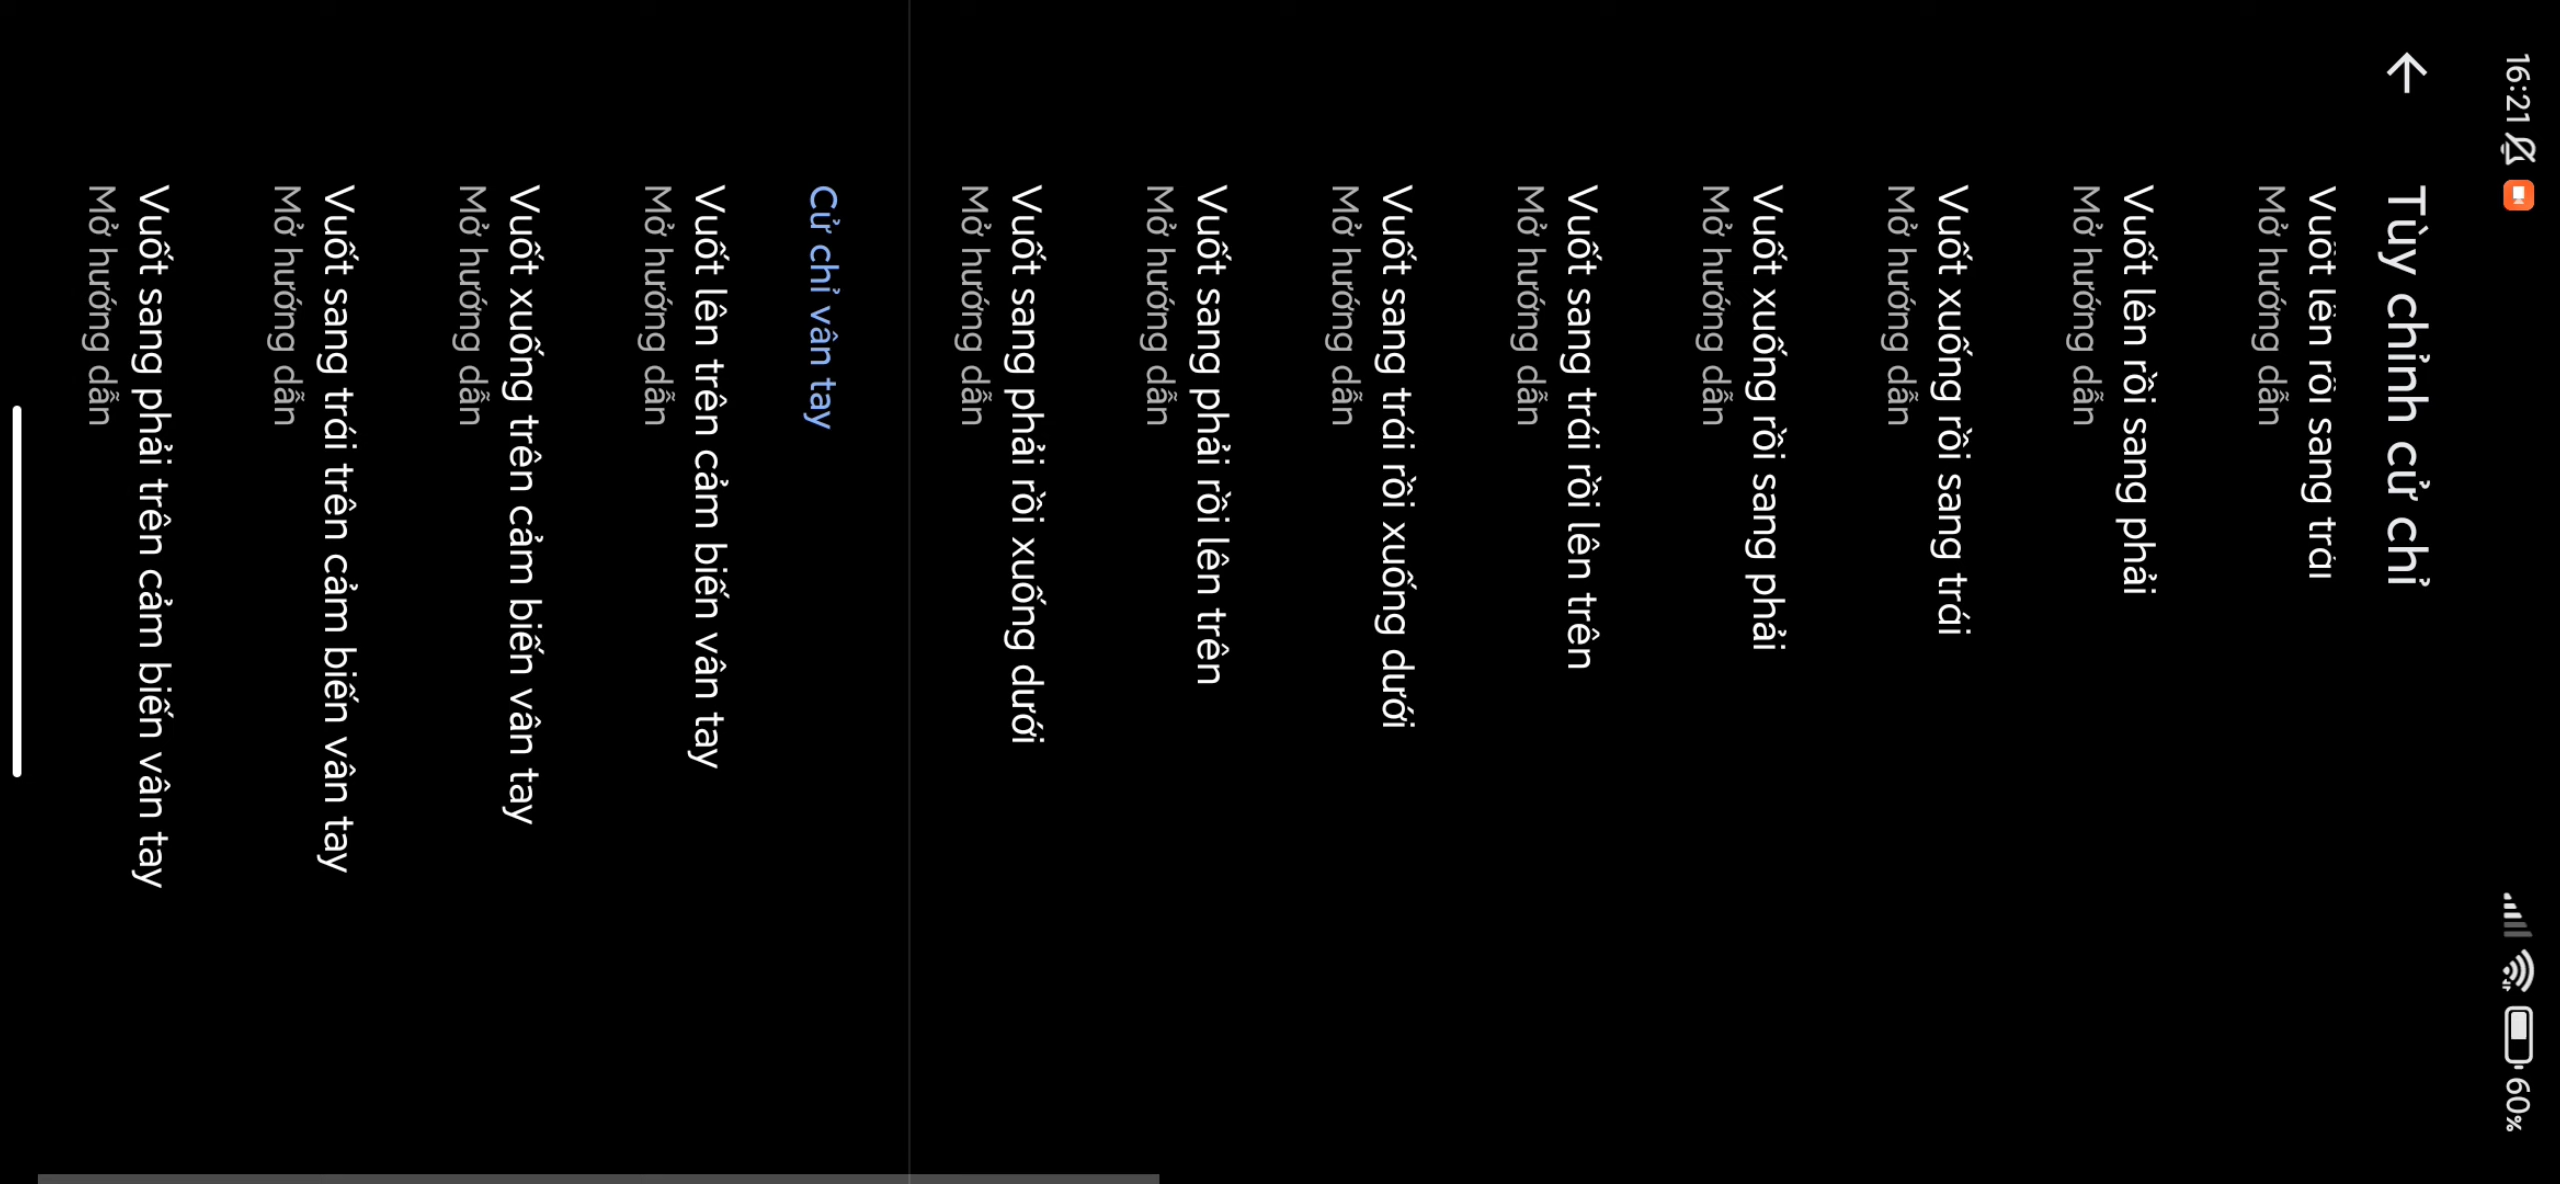 16:21
60%
Tùy chỉnh cử chỉ
Vuốt lên rồi sang trái
Mở hướng dẫn
Vuốt lên rồi sang phải
Mở hướng dẫn
Vuốt xuống rồi sang trái
Mở hướng dẫn
Vuốt xuống rồi sang phải
Mở hướng dẫn
Vuốt sang trái rồi lên trên
Mở hướng dẫn
Vuốt sang trái rồi xuống dưới
Mở hướng dẫn
Vuốt sang phải rồi lên trên
Mở hướng dẫn
Vuốt sang phải rồi xuống dưới
Mở hướng dẫn
Cử chỉ vân tay
Vuốt lên trên cảm biến vân tay
Mở hướng dẫn
Vuốt xuống trên cảm biến vân tay
Mở hướng dẫn
Vuốt sang trái trên cảm biến vân tay
Mở hướng dẫn
Vuốt sang phải trên cảm biến vân tay
Mở hướng dẫn